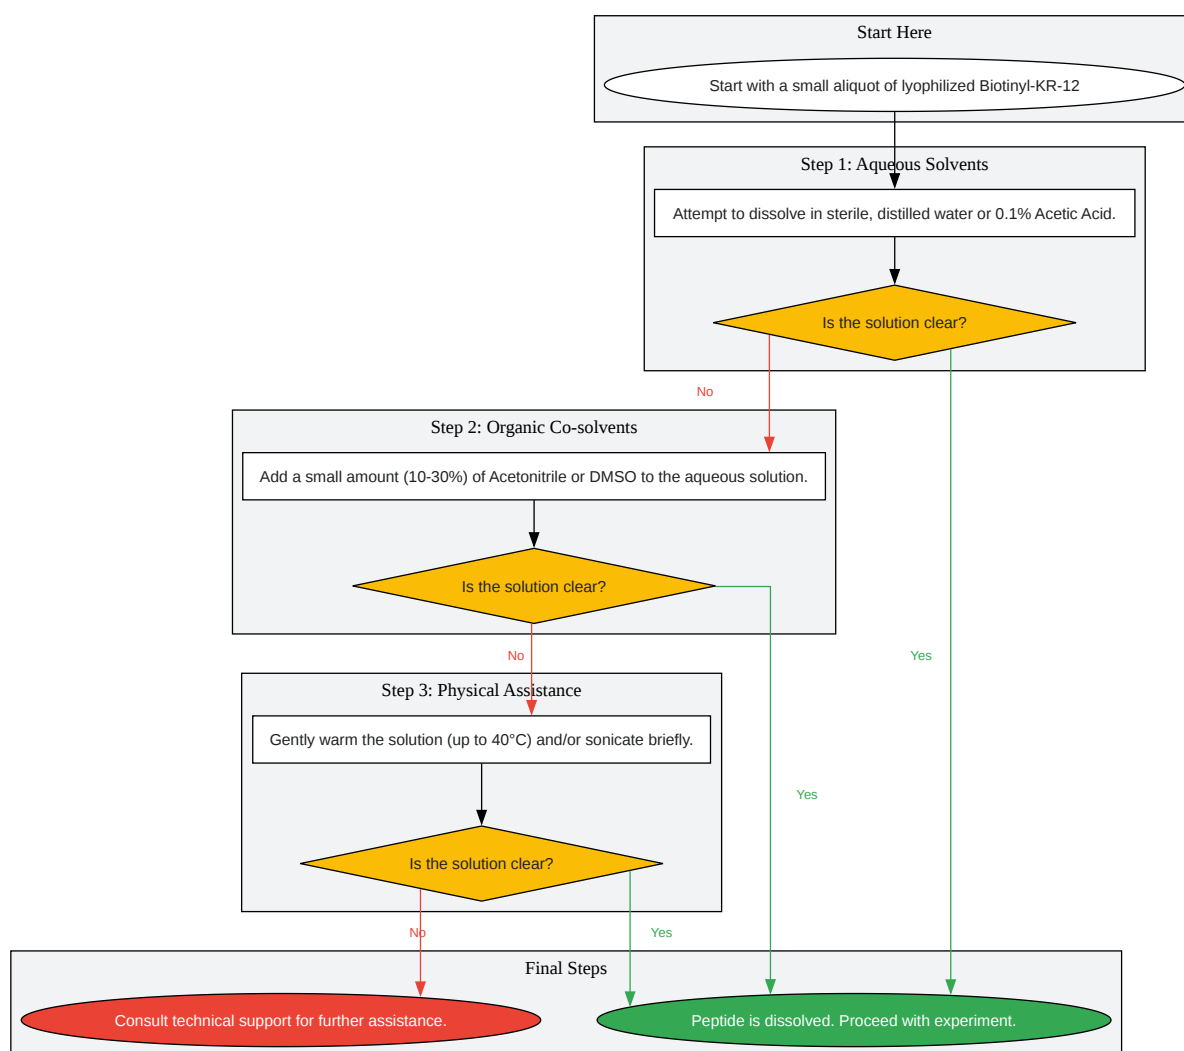 Start Here
Start with a small aliquot of lyophilized Biotinyl-KR-12
Step 1: Aqueous Solvents
Attempt to dissolve in sterile, distilled water or 0.1% Acetic Acid.
Is the solution clear?
No
Step 2: Organic Co-solvents
Add a small amount (10-30%) of Acetonitrile or DMSO to the aqueous solution.
Is the solution clear?
No
Yes
Step 3: Physical Assistance
Gently warm the solution (up to 40°C) and/or sonicate briefly.
Yes
Is the solution clear?
No
Yes
Final Steps
Consult technical support for further assistance.
Peptide is dissolved. Proceed with experiment.